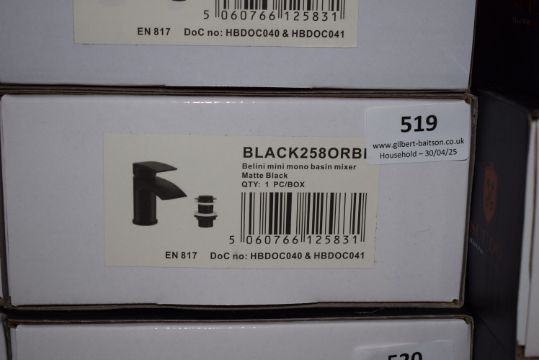 5 060766 125831
EN 817 DoC no: HBDOC040 & HBDOC041
519
www.gilbert-baitson.co.uk
Household – 30/04/25
BLACK258ORBI
Belini mini mono basin mixer
Matte Black
QTY: 1 PC/BOX
5 060766 125831
EN 817 DoC no: HBDOC040 & HBDOC041
520